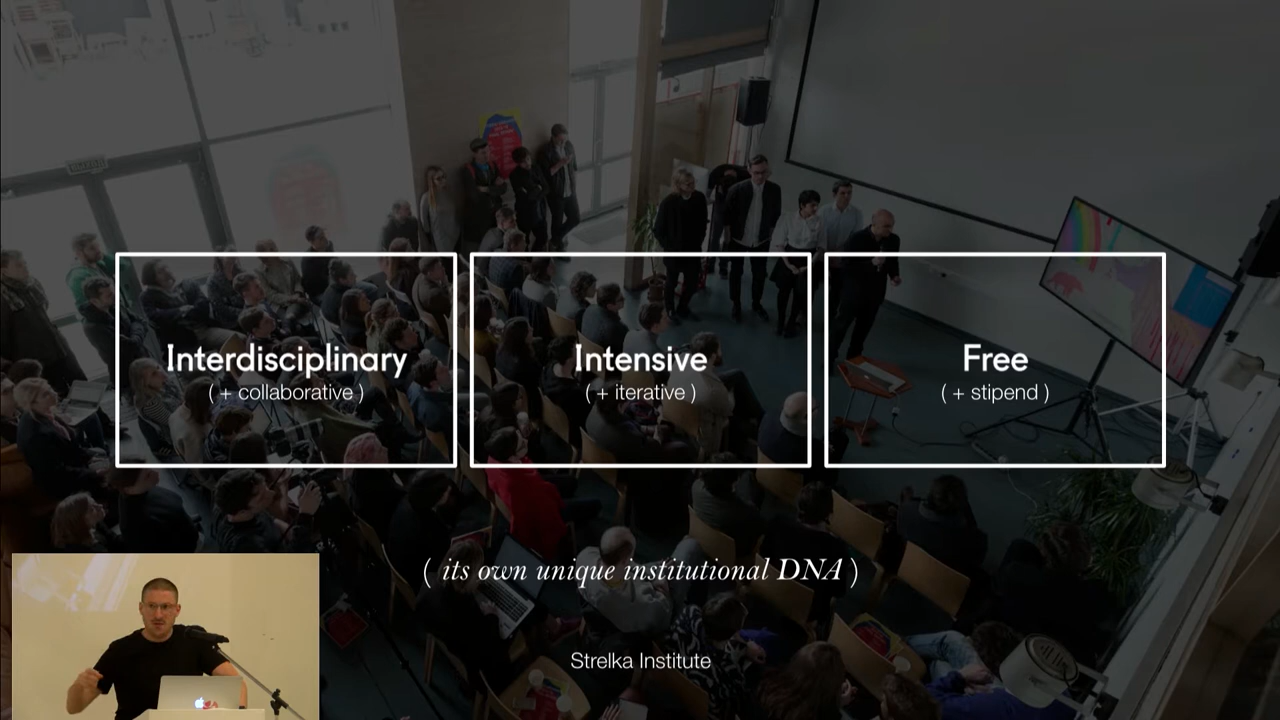 Interdisciplinary
( + collaborative )
Intensive
( + iterative )
Free
( + stipend )
( its own unique institutional DNA )
Strelka Institute